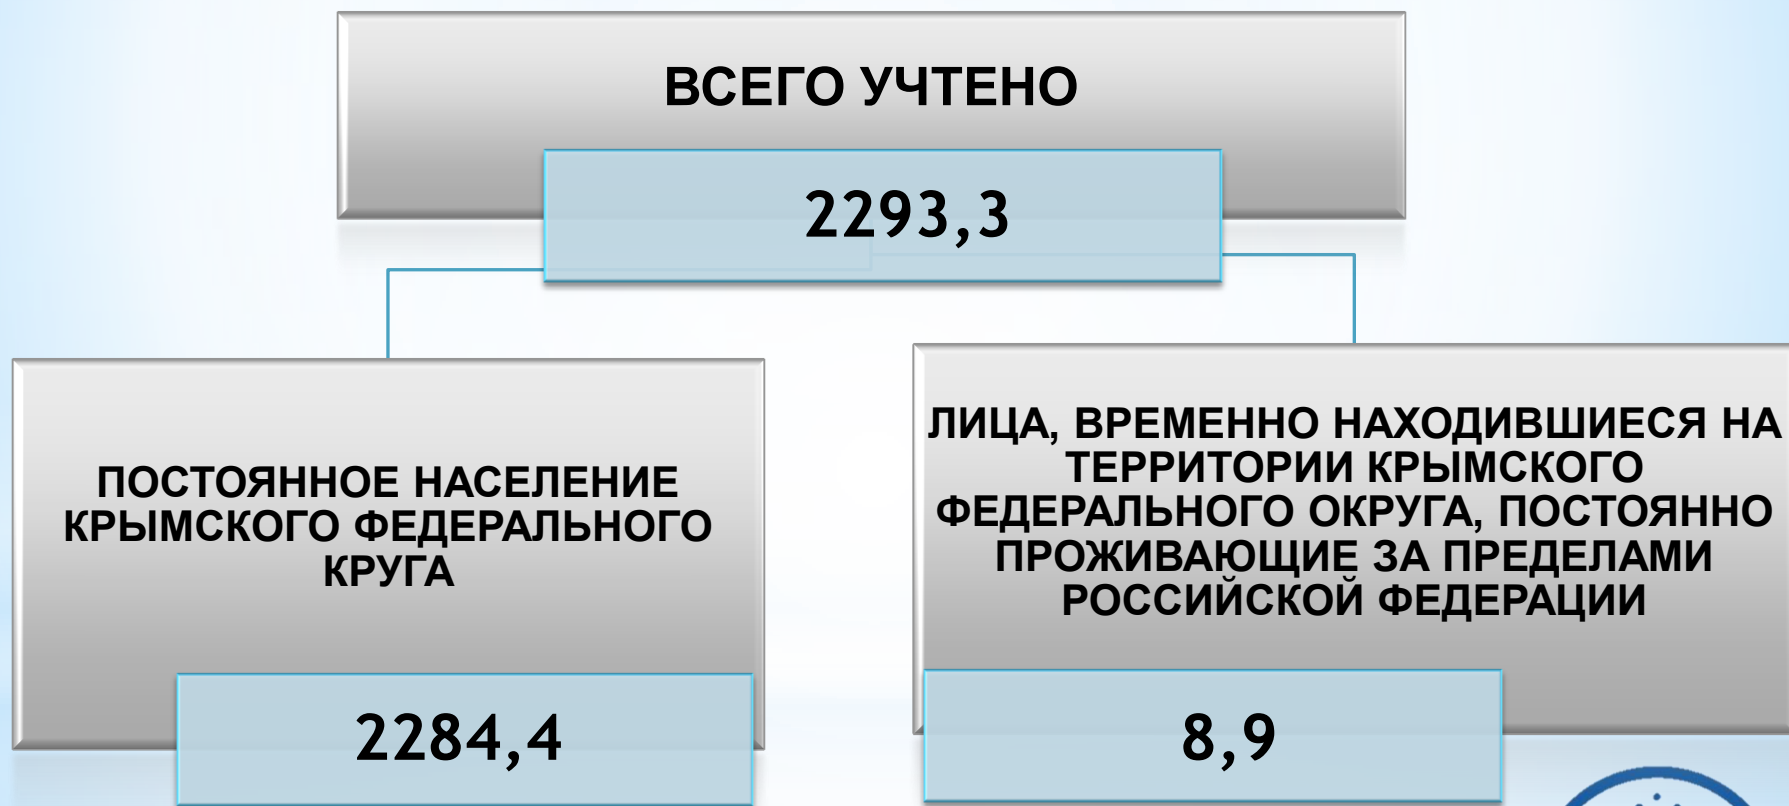 ВСЕГО УЧТЕНО
2293,3
ПОСТОЯННОЕ НАСЕЛЕНИЕ
КРЫМСКОГО ФЕДЕРАЛЬНОГО
КРУГА
2284,4
ЛИЦА, ВРЕМЕННО НАХОДИВШИЕСЯ НА
ТЕРРИТОРИИ КРЫМСКОГО
ФЕДЕРАЛЬНОГО ОКРУГА, ПОСТОЯННО
ПРОЖИВАЮЩИЕ ЗА ПРЕДЕЛАМИ
РОССИЙСКОЙ ФЕДЕРАЦИИ
8,9